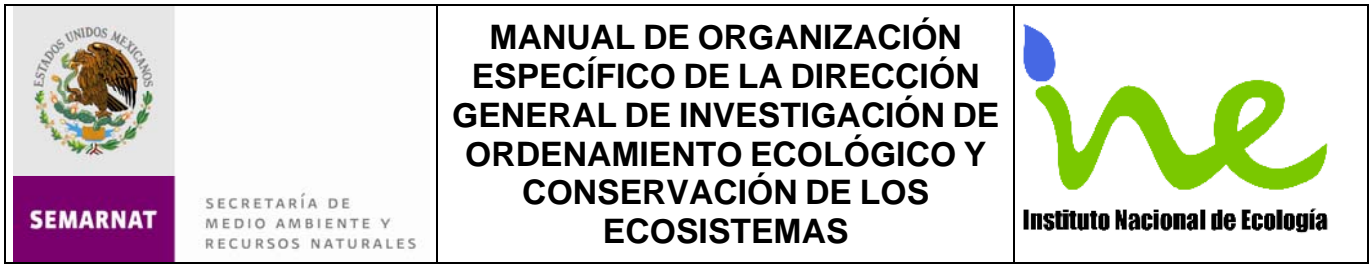 ESTADOS UNIDOS MEXICANOS
SEMARNAT
SECRETARÍA DE
MEDIO AMBIENTE Y
RECURSOS NATURALES
MANUAL DE ORGANIZACIÓN
ESPECÍFICO DE LA DIRECCIÓN
GENERAL DE INVESTIGACIÓN DE
ORDENAMIENTO ECOLÓGICO Y
CONSERVACIÓN DE LOS
ECOSISTEMAS
ine
Instituto Nacional de Ecología